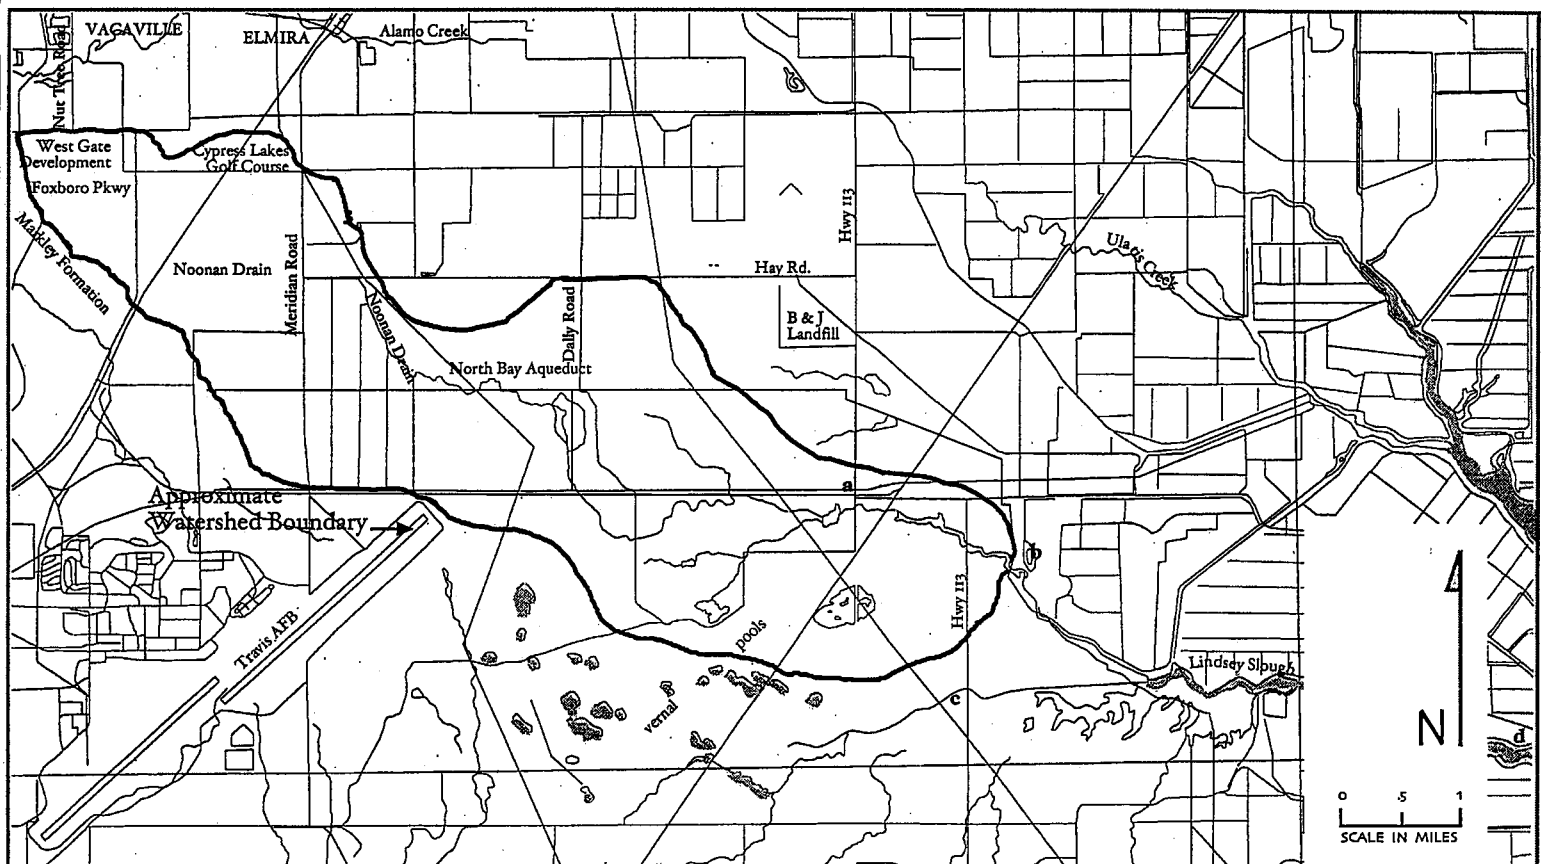 VACAVILLE
ELMIRA
Alamo Creek
Nut Tree Road
West Gate
Development
Cypress Lakes
Golf Course
Foxboro Pkwy
Markley Formation
Noonan Drain
Meridian Road
Noonan Drain
Dally Road
North Bay Aqueduct
Hay Rd.
Hwy 113
B & J
Landfill
Ulatis Creek
a
Approximate
Watershed Boundary
b
Hwy 113
Travis AFB
pools
vernal
c
Lindsey Slough
d
N
0 .5 1
SCALE IN MILES